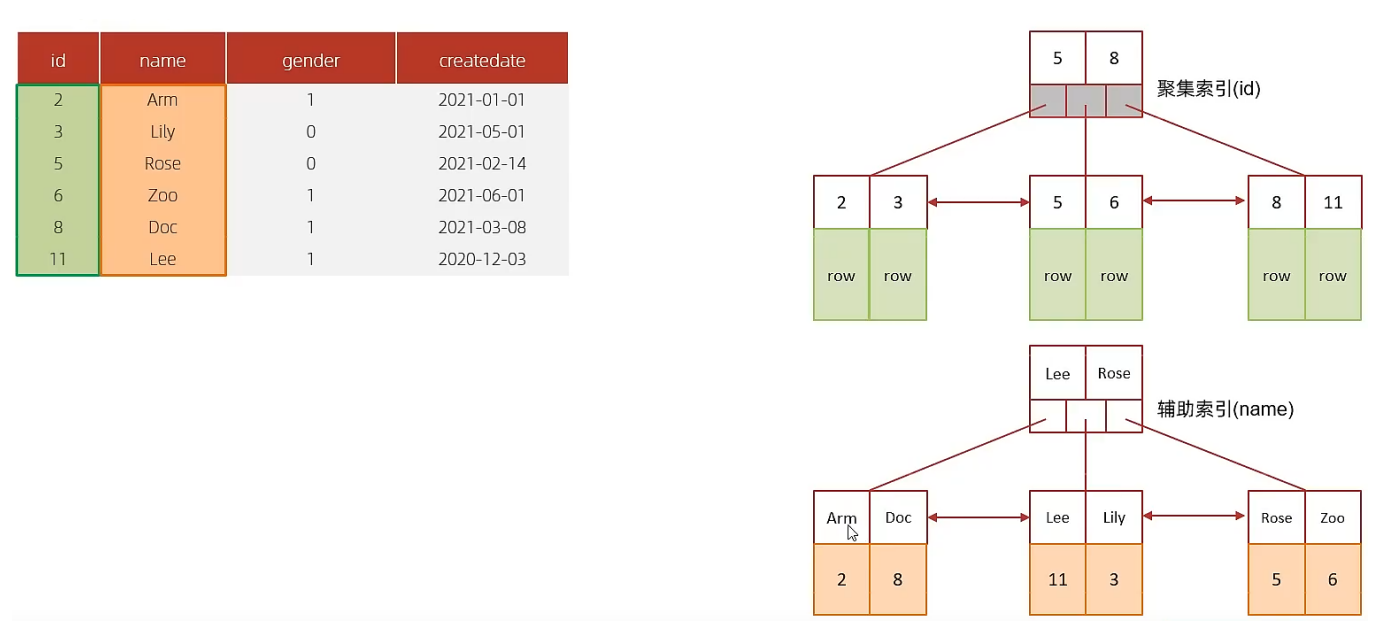 id name gender createdate
2 Arm 1 2021-01-01
3 Lily 0 2021-05-01
5 Rose 0 2021-02-14
6 Zoo 1 2021-06-01
8 Doc 1 2021-03-08
11 Lee 1 2020-12-03
5 8
聚集索引(id)
2 3 5 6 8 11
row row row row row row
Lee Rose
辅助索引(name)
Arm Doc Lee Lily Rose Zoo
2 8 11 3 5 6